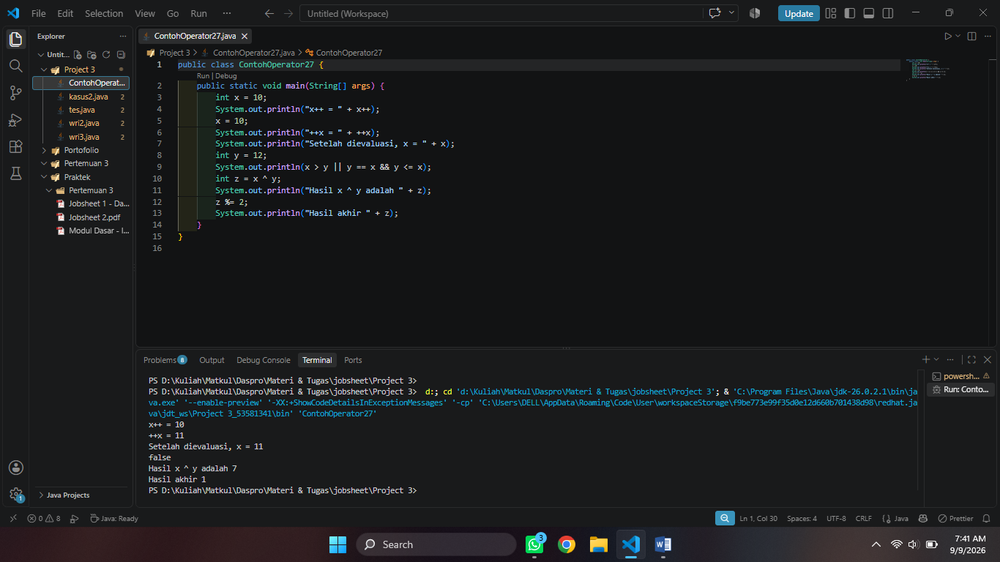 File Edit Selection View Go Run ··· Untitled (Workspace) Update
Explorer ···
Untit...
Project 3
ContohOperat...
kasus2.java 2
tes.java 2
wri2.java 2
wri3.java 2
Portofolio
Pertemuan 3
Praktek
Pertemuan 3
Jobsheet 1 - Da...
Jobsheet 2.pdf
Modul Dasar - I...
Java Projects
ContohOperator27.java
Project 3 > ContohOperator27.java > ContohOperator27
1 public class ContohOperator27 {
Run | Debug
2 public static void main(String[] args) {
3 int x = 10;
4 System.out.println("x++ = " + x++);
5 x = 10;
6 System.out.println("++x = " + ++x);
7 System.out.println("Setelah dievaluasi, x = " + x);
8 int y = 12;
9 System.out.println(x > y || y == x && y <= x);
10 int z = x ^ y;
11 System.out.println("Hasil x ^ y adalah " + z);
12 z %= 2;
13 System.out.println("Hasil akhir " + z);
14 }
15 }
16
Problems 8 Output Debug Console Terminal Ports
PS D:\Kuliah\Matkul\Daspro\Materi & Tugas\jobsheet\Project 3>
PS D:\Kuliah\Matkul\Daspro\Materi & Tugas\jobsheet\Project 3> d:; cd 'd:\Kuliah\Matkul\Daspro\Materi & Tugas\jobsheet\Project 3'; & 'C:\Program Files\Java\jdk-26.0.2.1\bin\ja
va.exe' '--enable-preview' '-XX:+ShowCodeDetailsInExceptionMessages' '-cp' 'C:\Users\DELL\AppData\Roaming\Code\User\workspaceStorage\f9be773e99f35d0e12d660b701438d98\redhat.ja
va\jdt_ws\Project 3_53581341\bin' 'ContohOperator27'
x++ = 10
++x = 11
Setelah dievaluasi, x = 11
false
Hasil x ^ y adalah 7
Hasil akhir 1
PS D:\Kuliah\Matkul\Daspro\Materi & Tugas\jobsheet\Project 3>
powersh...
Run: Conto...
1
0 8 Java: Ready Ln 1, Col 30 Spaces: 4 UTF-8 CRLF {} Java Prettier
Search 3 7:41 AM
9/9/2026